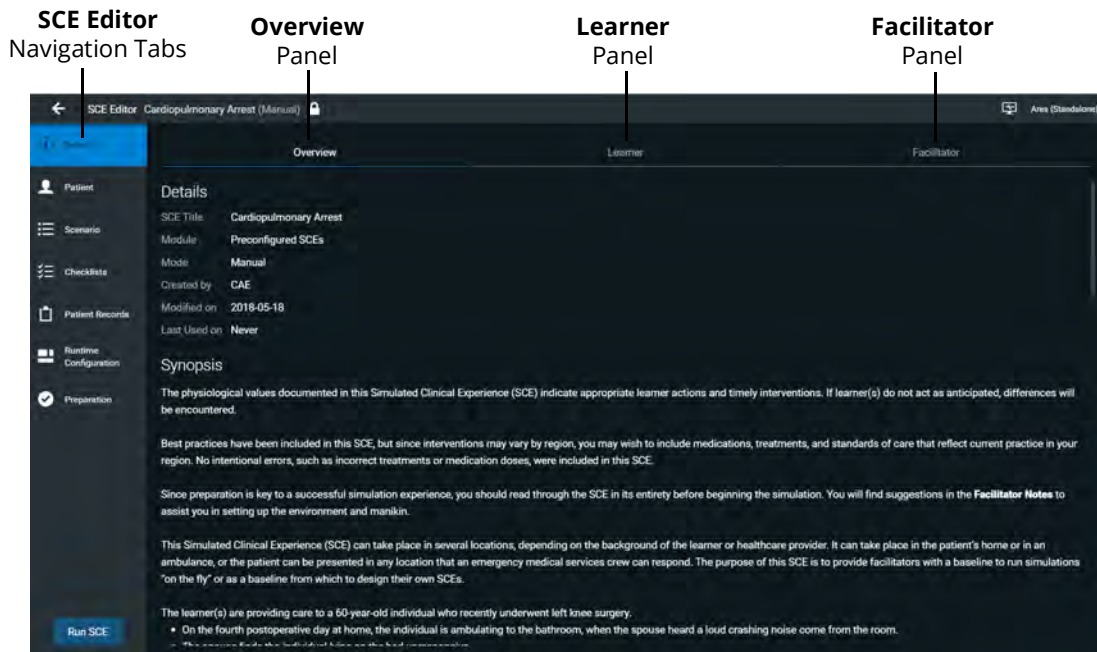 SCE Editor
Navigation Tabs
Overview
Panel
Learner
Panel
Facilitator
Panel
SCE Editor Cardiopulmonary Arrest (Manual)
Area (Standalone)
Overview
Learner
Facilitator
Patient
Scenario
Checklists
Patient Records
Runtime
Configuration
Preparation
Run SCE
Details
SCE Title Cardiopulmonary Arrest
Module Preconfigured SCEs
Mode Manual
Created by CAE
Modified on 2018-05-18
Last Used on Never
Synopsis
The physiological values documented in this Simulated Clinical Experience (SCE) indicate appropriate learner actions and timely interventions. If learner(s) do not act as anticipated, differences will
be encountered.
Best practices have been included in this SCE, but since interventions may vary by region, you may wish to include medications, treatments, and standards of care that reflect current practice in your
region. No intentional errors, such as incorrect treatments or medication doses, were included in this SCE.
Since preparation is key to a successful simulation experience, you should read through the SCE in its entirety before beginning the simulation. You will find suggestions in the Facilitator Notes to
assist you in setting up the environment and manikin.
This Simulated Clinical Experience (SCE) can take place in several locations, depending on the background of the learner or healthcare provider. It can take place in the patient's home or in an
ambulance, or the patient can be presented in any location that an emergency medical services crew can respond. The purpose of this SCE is to provide facilitators with a baseline to run simulations
"on the fly" or as a baseline from which to design their own SCEs.
The learner(s) are providing care to a 60-year-old individual who recently underwent left knee surgery.
• On the fourth postoperative day at home, the individual is ambulating to the bathroom, when the spouse heard a loud crashing noise come from the room.